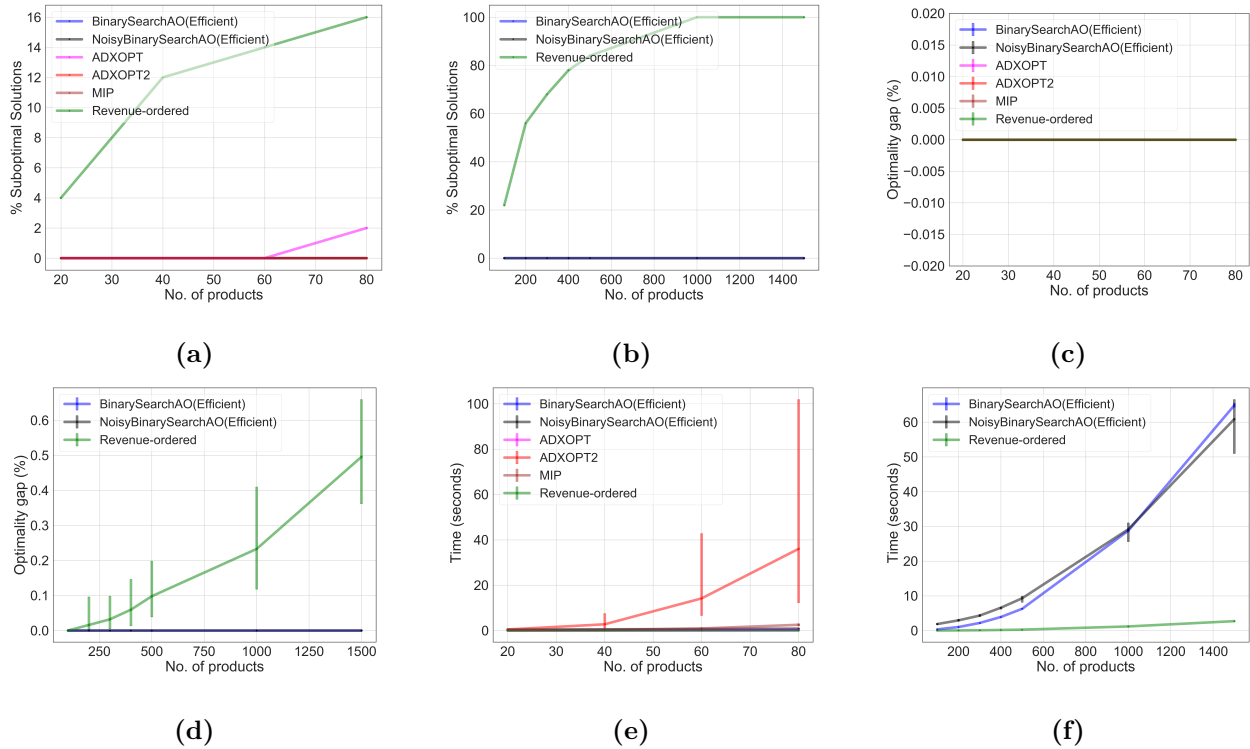 16
14
12
10
8
6
4
2
0
% Suboptimal Solutions
BinarySearchAO(Efficient)
NoisyBinarySearchAO(Efficient)
ADXOPT
ADXOPT2
MIP
Revenue-ordered
20 30 40 50 60 70 80
No. of products
(a)
100
80
60
40
20
0
% Suboptimal Solutions
BinarySearchAO(Efficient)
NoisyBinarySearchAO(Efficient)
Revenue-ordered
200 400 600 800 1000 1200 1400
No. of products
(b)
0.020
0.015
0.010
0.005
0.000
−0.005
−0.010
−0.015
−0.020
Optimality gap (%)
BinarySearchAO(Efficient)
NoisyBinarySearchAO(Efficient)
ADXOPT
ADXOPT2
MIP
Revenue-ordered
20 30 40 50 60 70 80
No. of products
(c)
0.6
0.5
0.4
0.3
0.2
0.1
0.0
Optimality gap (%)
BinarySearchAO(Efficient)
NoisyBinarySearchAO(Efficient)
Revenue-ordered
250 500 750 1000 1250 1500
No. of products
(d)
100
80
60
40
20
0
Time (seconds)
BinarySearchAO(Efficient)
NoisyBinarySearchAO(Efficient)
ADXOPT
ADXOPT2
MIP
Revenue-ordered
20 30 40 50 60 70 80
No. of products
(e)
60
50
40
30
20
10
0
Time (seconds)
BinarySearchAO(Efficient)
NoisyBinarySearchAO(Efficient)
Revenue-ordered
200 400 600 800 1000 1200 1400
No. of products
(f)